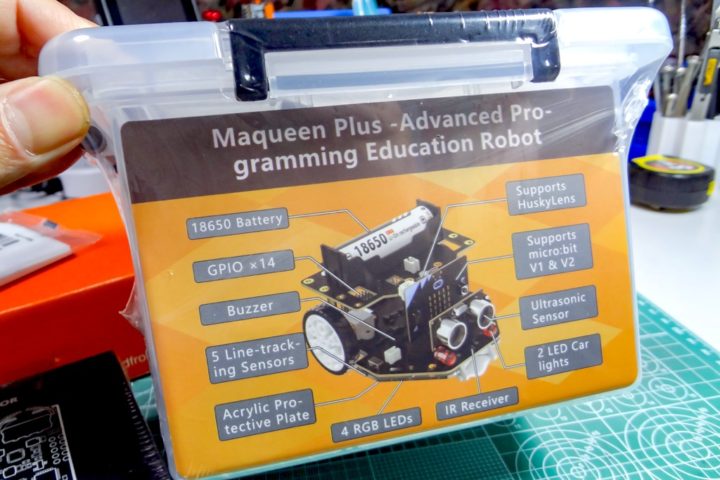 Maqueen Plus -Advanced Pro-
gramming Education Robot
18650 Battery
GPIO ×14
Buzzer
5 Line-track-
ing Sensors
Acrylic Pro-
tective Plate
4 RGB LEDs
IR Receiver
Supports
HuskyLens
Supports
micro:bit
V1 & V2
Ultrasonic
Sensor
2 LED Car
lights
18650